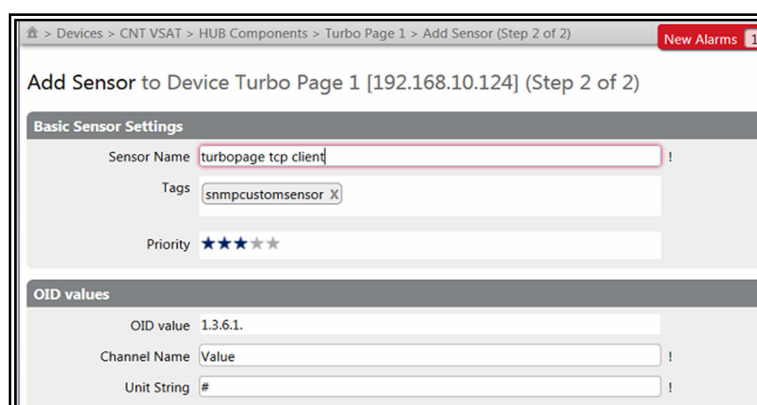 > Devices > CNT VSAT > HUB Components > Turbo Page 1 > Add Sensor (Step 2 of 2)
New Alarms 1
Add Sensor to Device Turbo Page 1 [192.168.10.124] (Step 2 of 2)
Basic Sensor Settings
Sensor Name turbopage tcp client !
Tags snmpcustomsensor X
Priority
OID values
OID value 1.3.6.1.
Channel Name Value !
Unit String # !